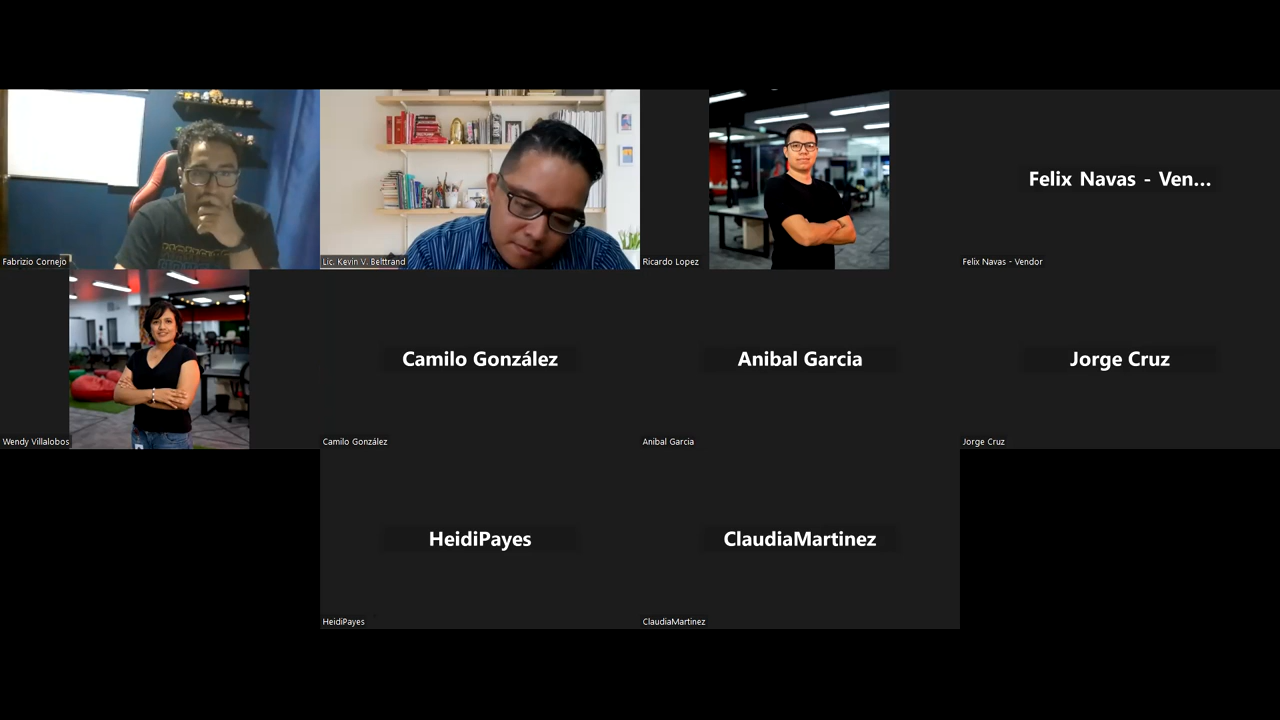 Fabrizio Cornejo
Lic. Kevin V. Belttrand
Ricardo Lopez
Felix Navas - Ven...
Felix Navas - Vendor
Wendy Villalobos
Camilo González
Camilo González
Anibal Garcia
Anibal Garcia
Jorge Cruz
Jorge Cruz
HeidiPayes
HeidiPayes
ClaudiaMartinez
ClaudiaMartinez